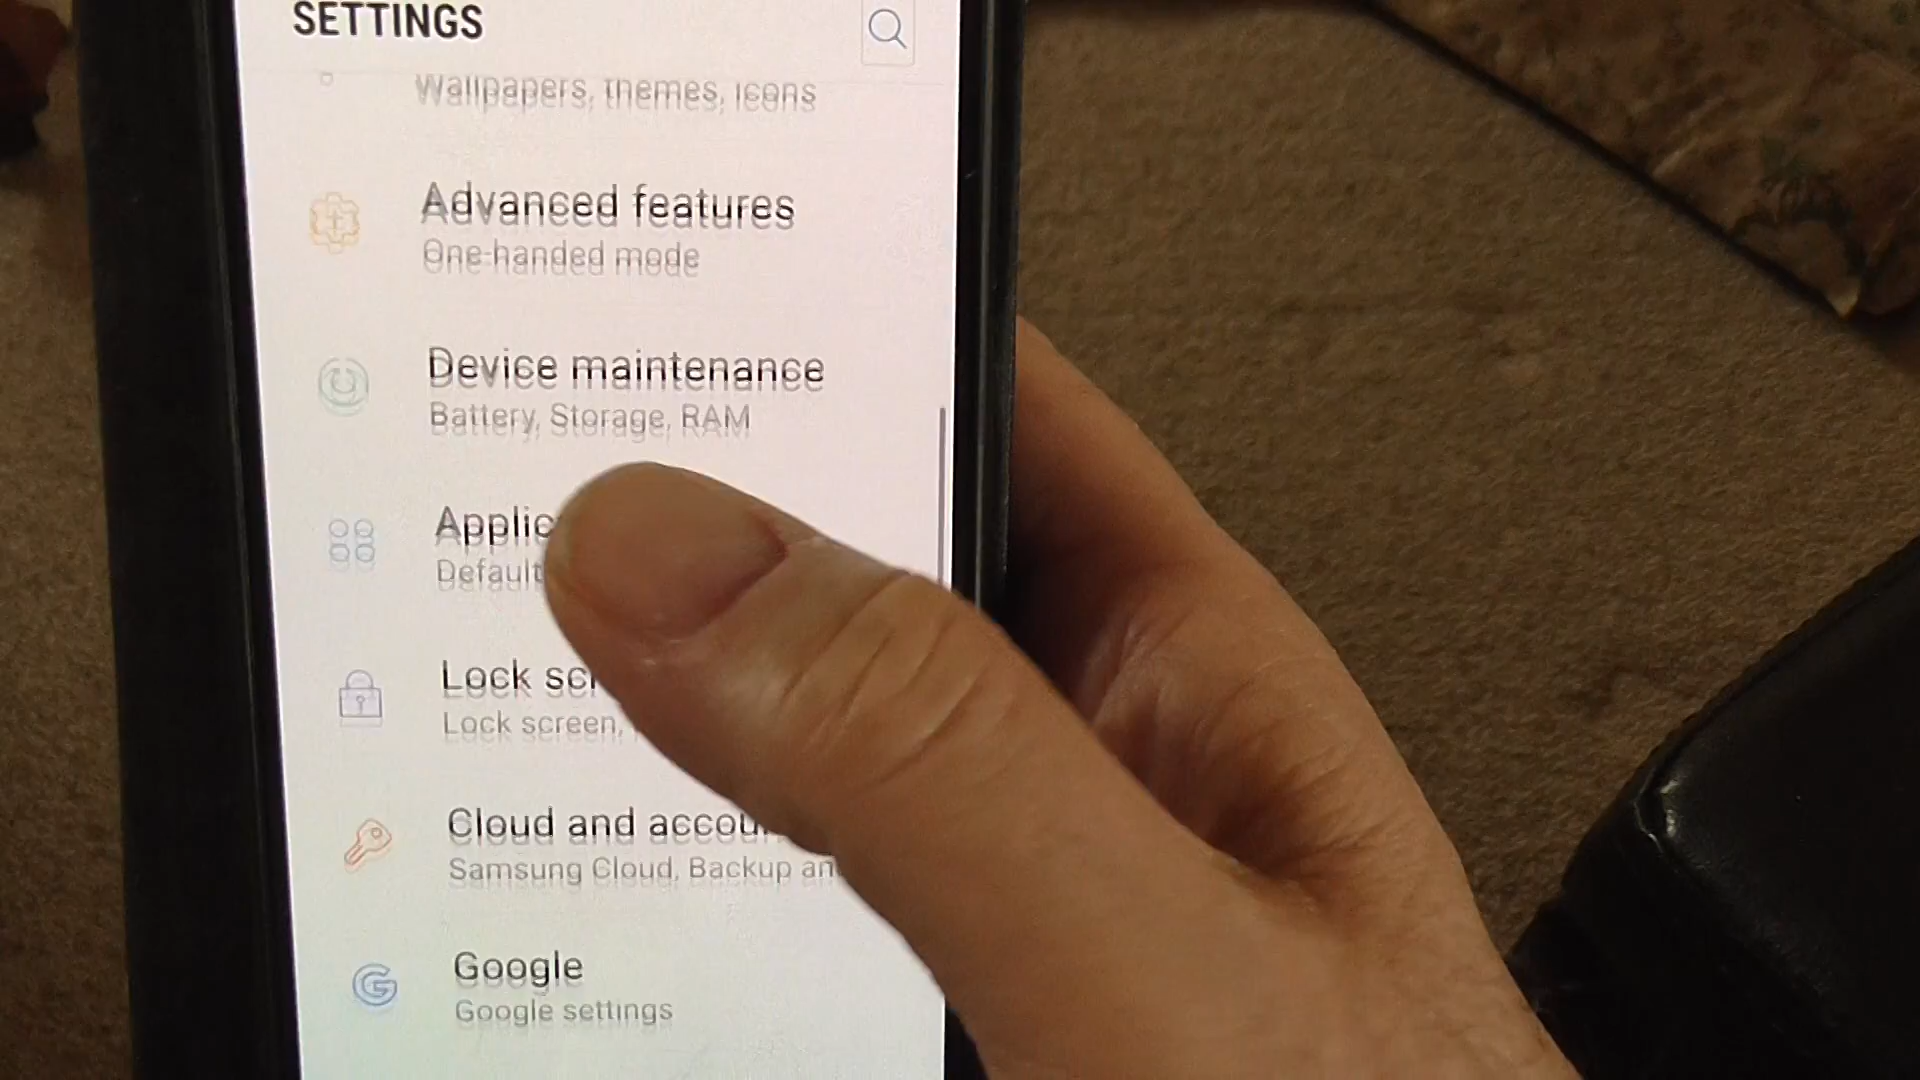 SETTINGS
Wallpapers, themes, icons
Advanced features
One-handed mode
Device maintenance
Battery, Storage, RAM
Applic
Default
Lock scr
Lock screen,
Cloud and accou
Samsung Cloud, Backup an
Google
Google settings